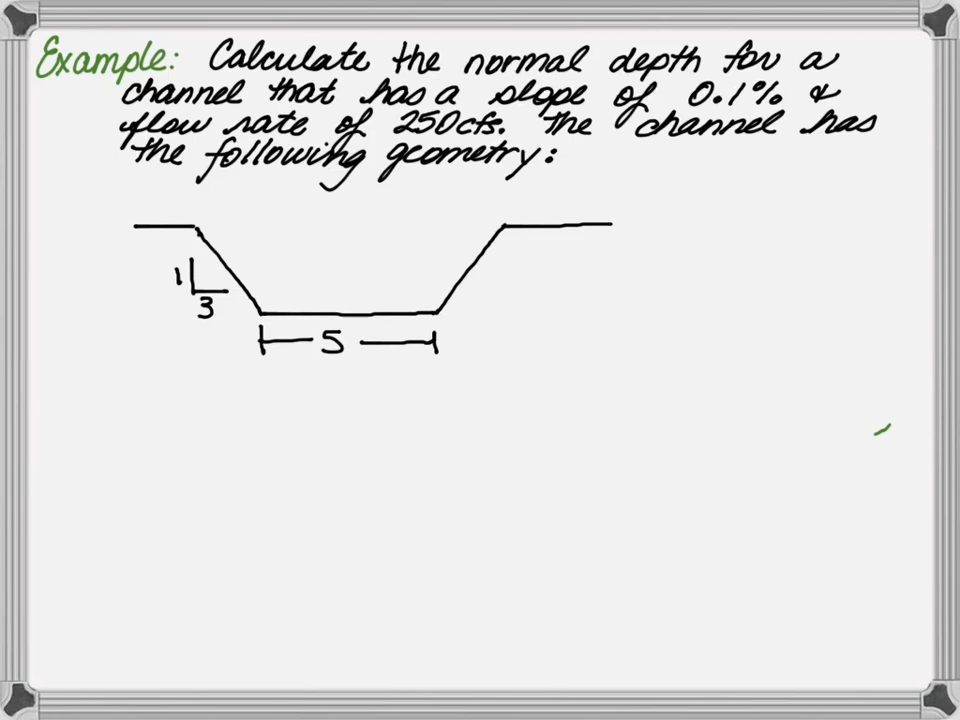 Example: Calculate the normal depth for a
channel that has a slope of 0.1% &
flow rate of 250cfs. The channel has
the following geometry:
1
3
5